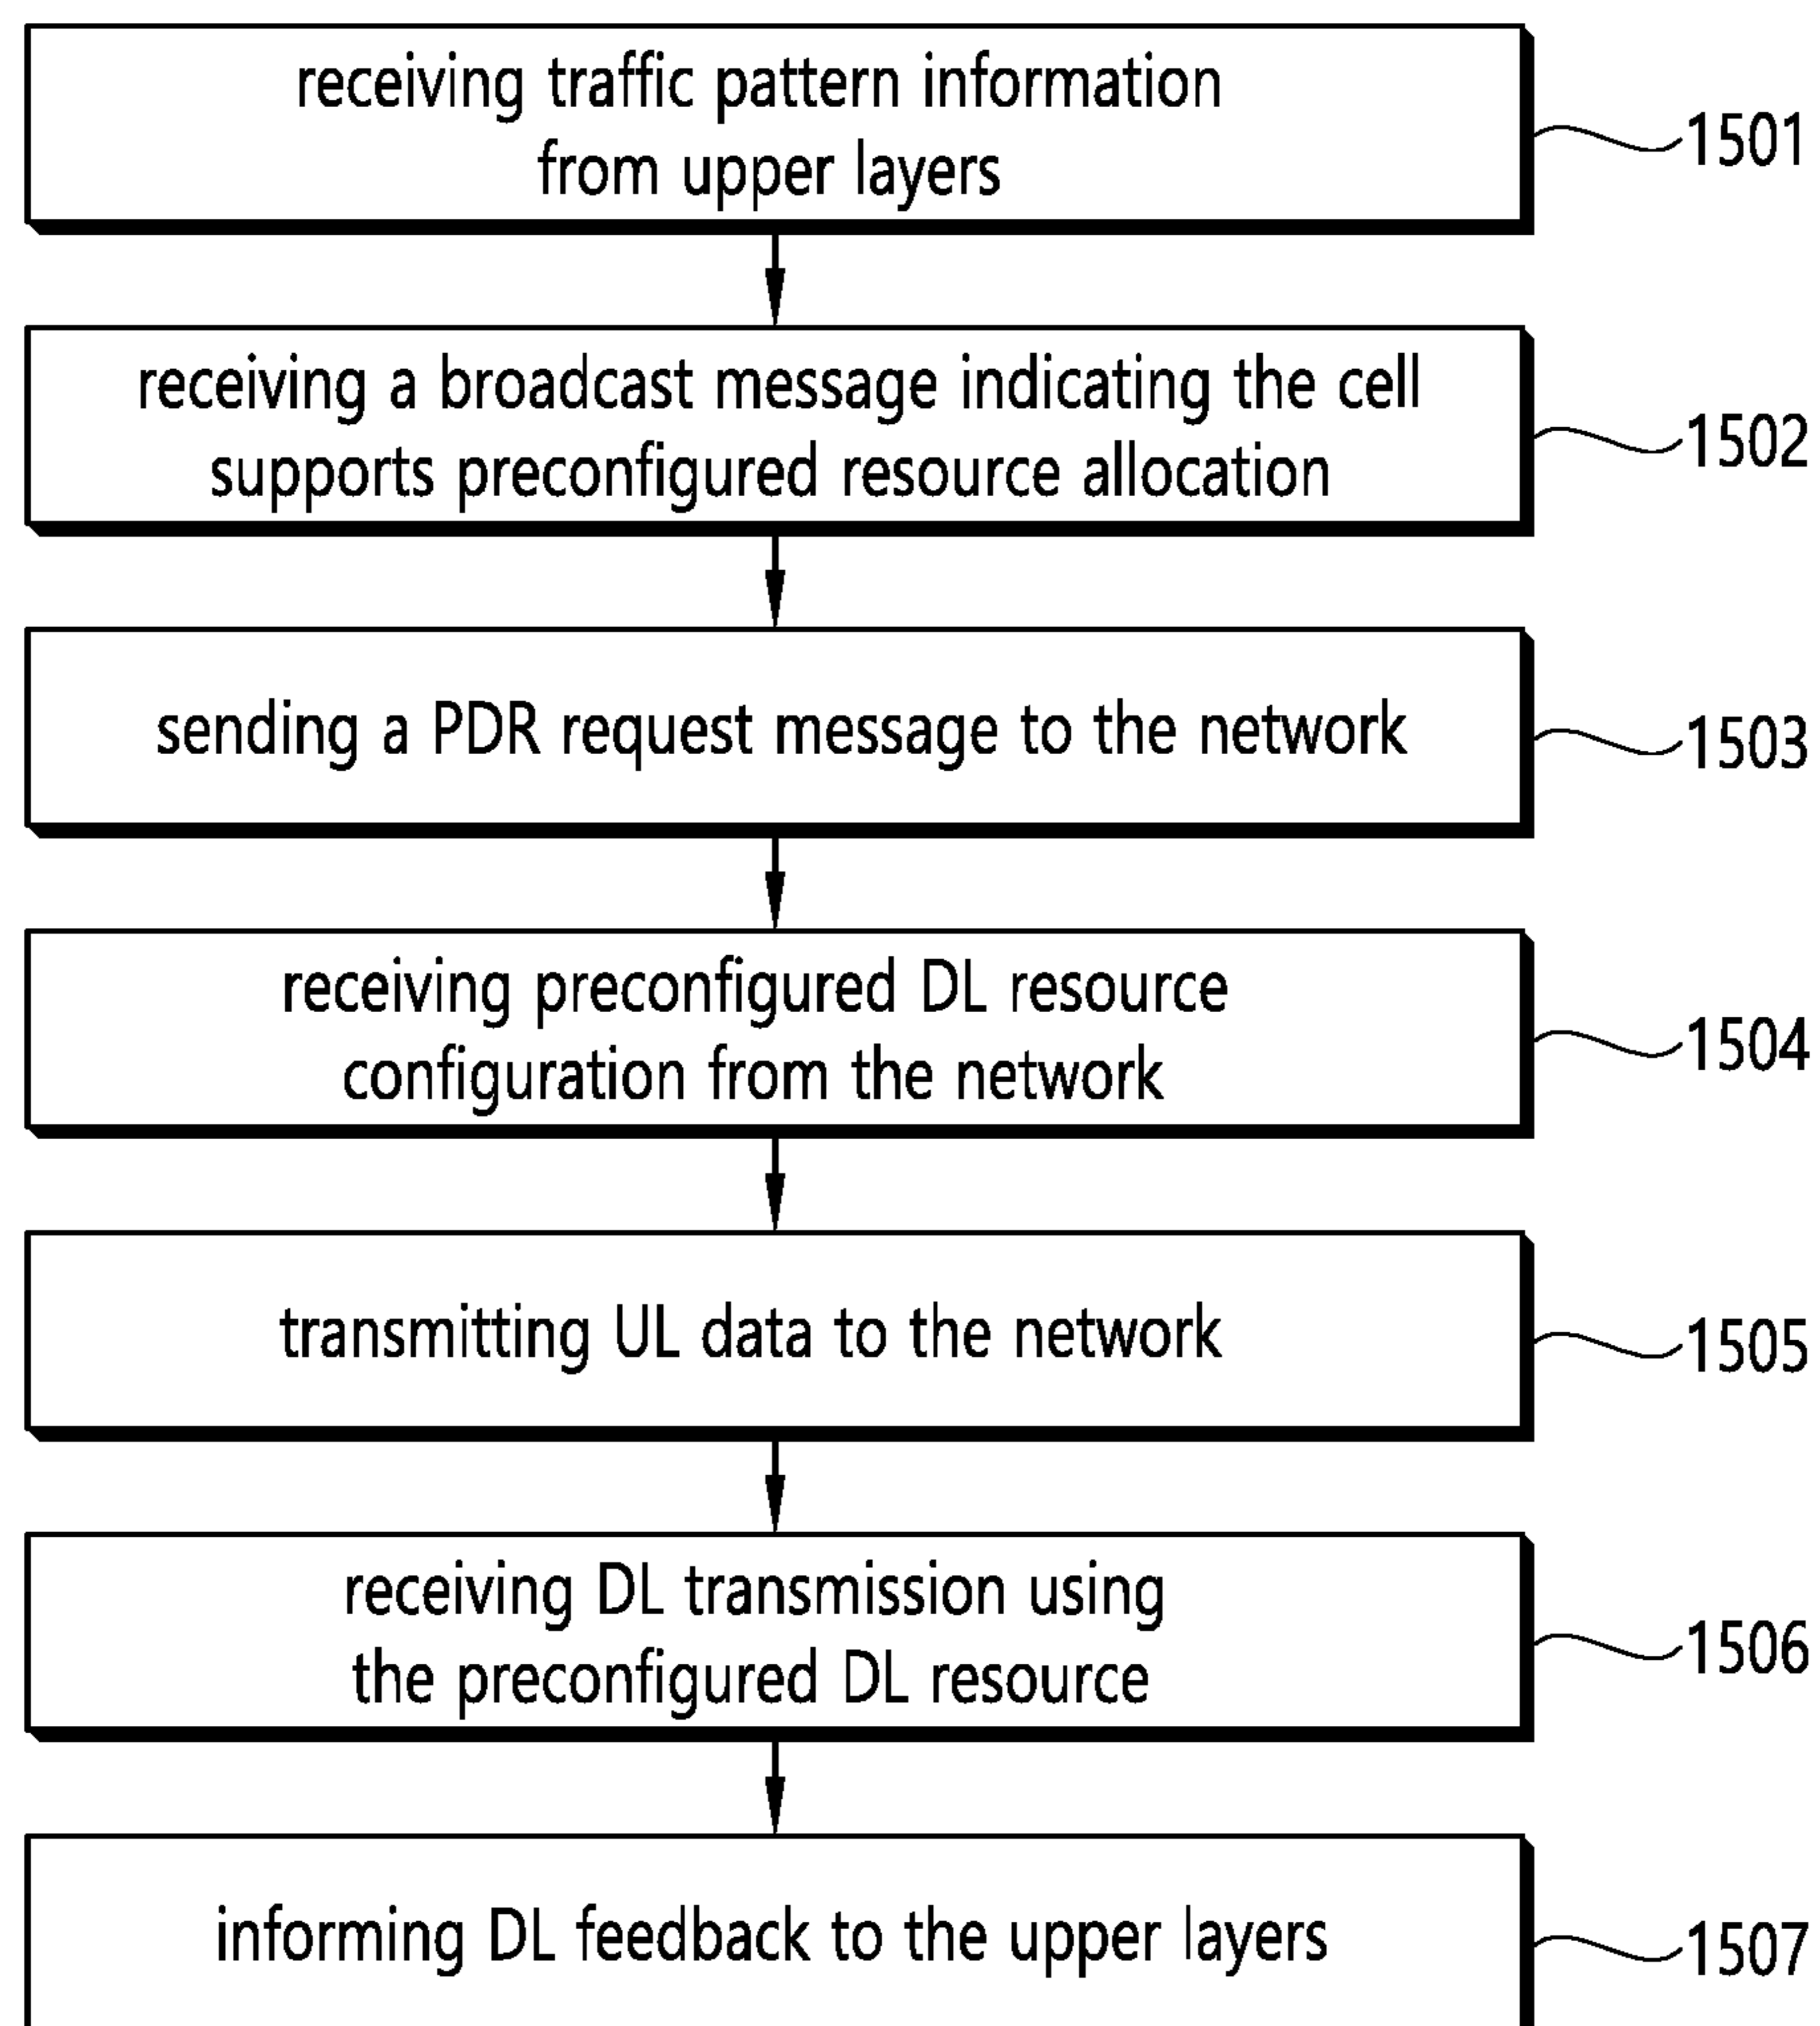 receiving traffic pattern information
from upper layers
1501
receiving a broadcast message indicating the cell
supports preconfigured resource allocation
1502
sending a PDR request message to the network
1503
receiving preconfigured DL resource
configuration from the network
1504
transmitting UL data to the network
1505
receiving DL transmission using
the preconfigured DL resource
1506
informing DL feedback to the upper layers
1507